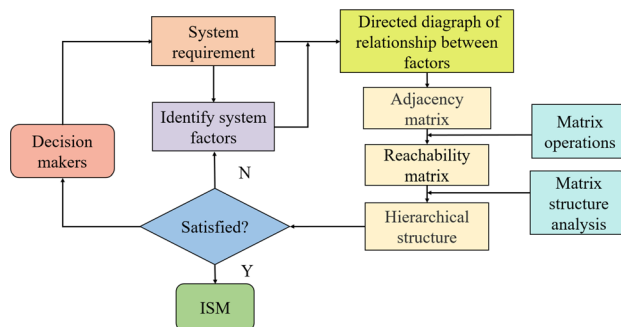 System
requirement
Directed diagraph of
relationship between
factors
Identify system
factors
Adjacency
matrix
Decision
makers
Matrix
operations
Reachability
matrix
N
Matrix
structure
analysis
Satisfied?
Hierarchical
structure
Y
ISM